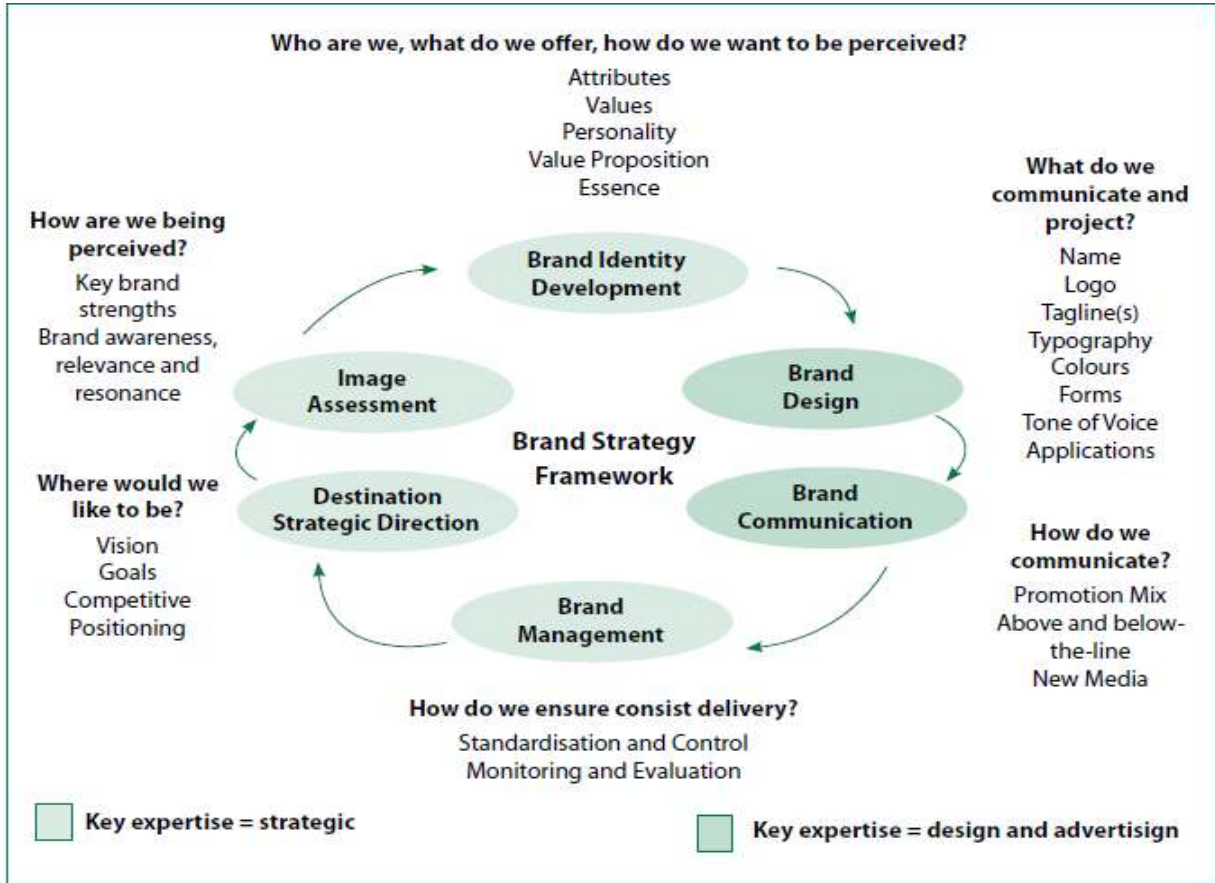 Who are we, what do we offer, how do we want to be perceived?
Attributes
Values
Personality
Value Proposition
Essence
What do we
communicate and
project?
Name
Logo
Tagline(s)
Typography
Colours
Forms
Tone of Voice
Applications
How are we being
perceived?
Key brand
strengths
Brand awareness,
relevance and
resonance
Brand Identity
Development
Image
Assessment
Brand
Design
Brand Strategy
Framework
Where would we
like to be?
Vision
Goals
Competitive
Positioning
Destination
Strategic Direction
Brand
Communication
How do we
communicate?
Promotion Mix
Above and below-
the-line
New Media
Brand
Management
How do we ensure consist delivery?
Standardisation and Control
Monitoring and Evaluation
Key expertise = strategic
Key expertise = design and advertisign